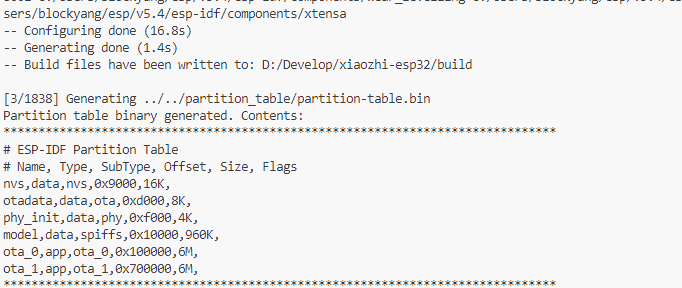 sers/blockyang/esp/v5.4/esp-idf/components/xtensa
-- Configuring done (16.8s)
-- Generating done (1.4s)
-- Build files have been written to: D:/Develop/xiaozhi-esp32/build
[3/1838] Generating ../../partition_table/partition-table.bin
Partition table binary generated. Contents:
*******************************************************************************
# ESP-IDF Partition Table
# Name, Type, SubType, Offset, Size, Flags
nvs,data,nvs,0x9000,16K,
otadata,data,ota,0xd000,8K,
phy_init,data,phy,0xf000,4K,
model,data,spiffs,0x10000,960K,
ota_0,app,ota_0,0x100000,6M,
ota_1,app,ota_1,0x700000,6M,
*******************************************************************************